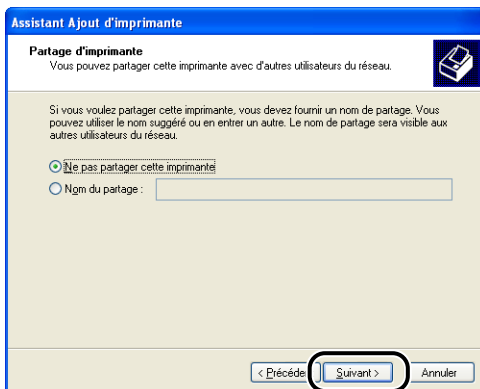 Assistant Ajout d'imprimante
Partage d'imprimante
Vous pouvez partager cette imprimante avec d'autres utilisateurs du réseau.
Si vous voulez partager cette imprimante, vous devez fournir un nom de partage. Vous
pouvez utiliser le nom suggéré ou en entrer un autre. Le nom de partage sera visible aux
autres utilisateurs du réseau.
Ne pas partager cette imprimante
Nom du partage :
< Précéden Suivant > Annuler